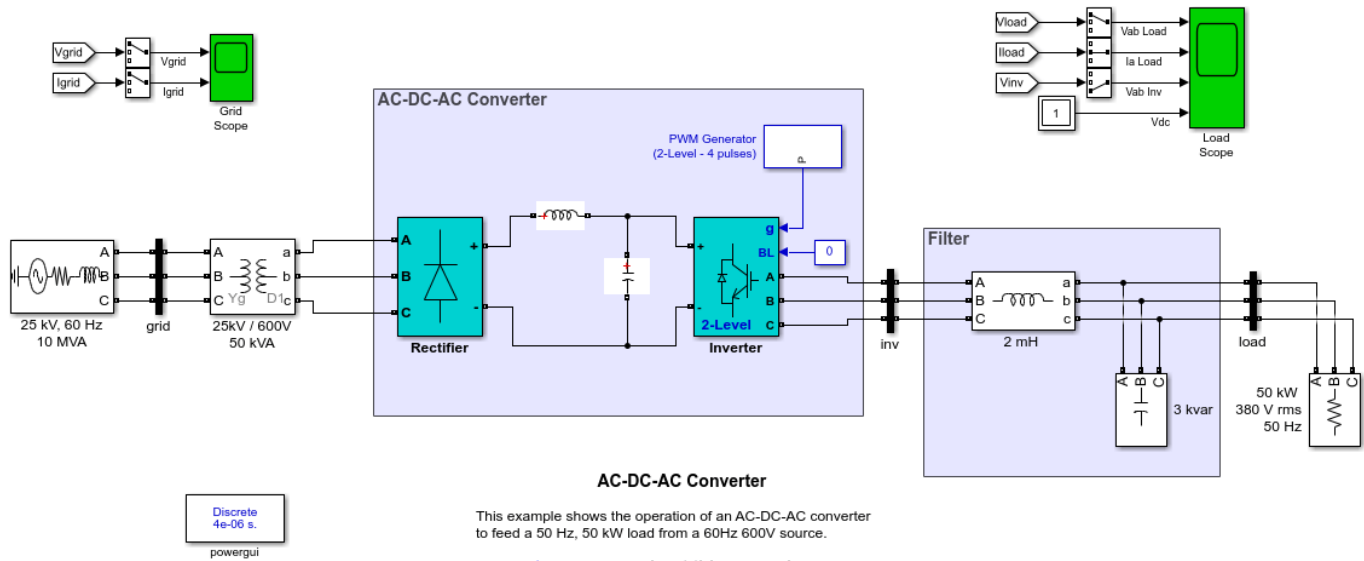 Vgrid
Vgrid
Igrid
Igrid
Grid
Scope
Vload
Vab Load
Iload
Ia Load
Vinv
Vab Inv
1
Vdc
Load
Scope
AC-DC-AC Converter
PWM Generator
(2-Level - 4 pulses)
P
A
B
C
25 kV, 60 Hz
10 MVA
grid
A
B
C
a
b
c
Yg
D1
25kV / 600V
50 kVA
A
B
C
+
-
Rectifier
+
+
+
-
g
BL
A
B
C
2-Level
Inverter
0
inv
Filter
A
B
C
a
b
c
2 mH
A
B
C
3 kvar
load
A
B
C
50 kW
380 V rms
50 Hz
Discrete
4e-06 s.
powergui
AC-DC-AC Converter
This example shows the operation of an AC-DC-AC converter
to feed a 50 Hz, 50 kW load from a 60Hz 600V source.